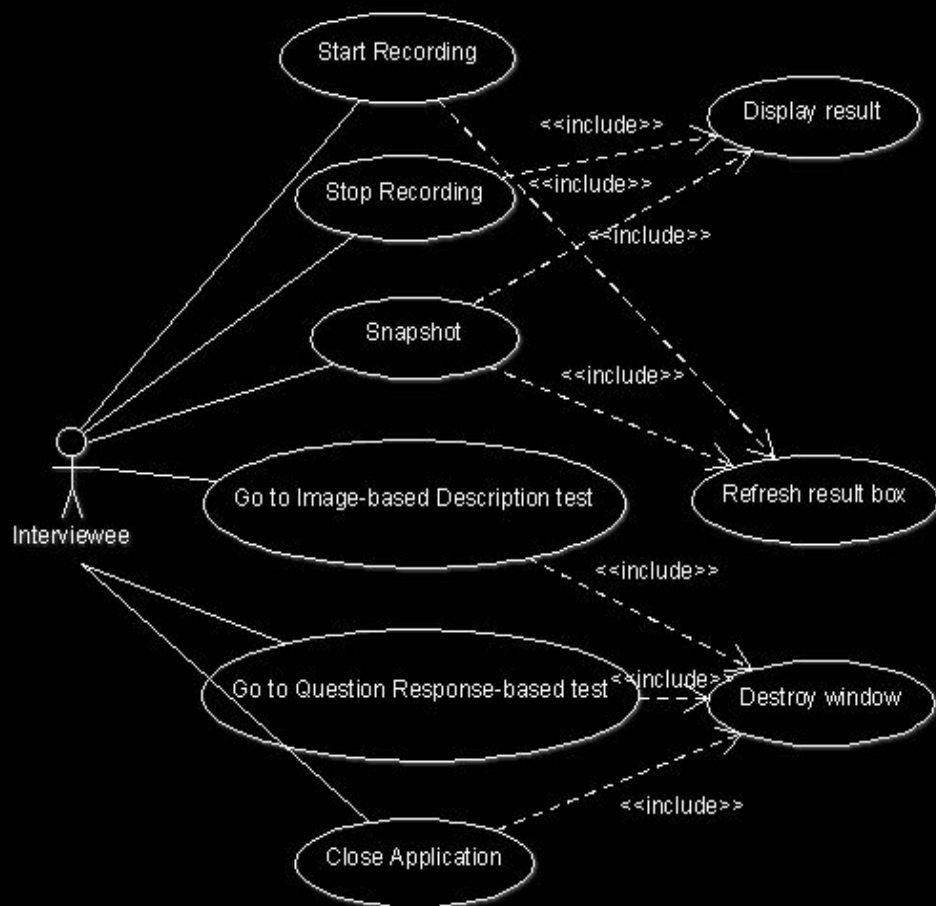 Start Recording
Display result
<<include>>
Stop Recording
<<include>>
<<include>>
Snapshot
<<include>>
Go to Image-based Description test
Refresh result box
Interviewee
<<include>>
Go to Question Response-based test
<<include>>
Destroy window
<<include>>
Close Application